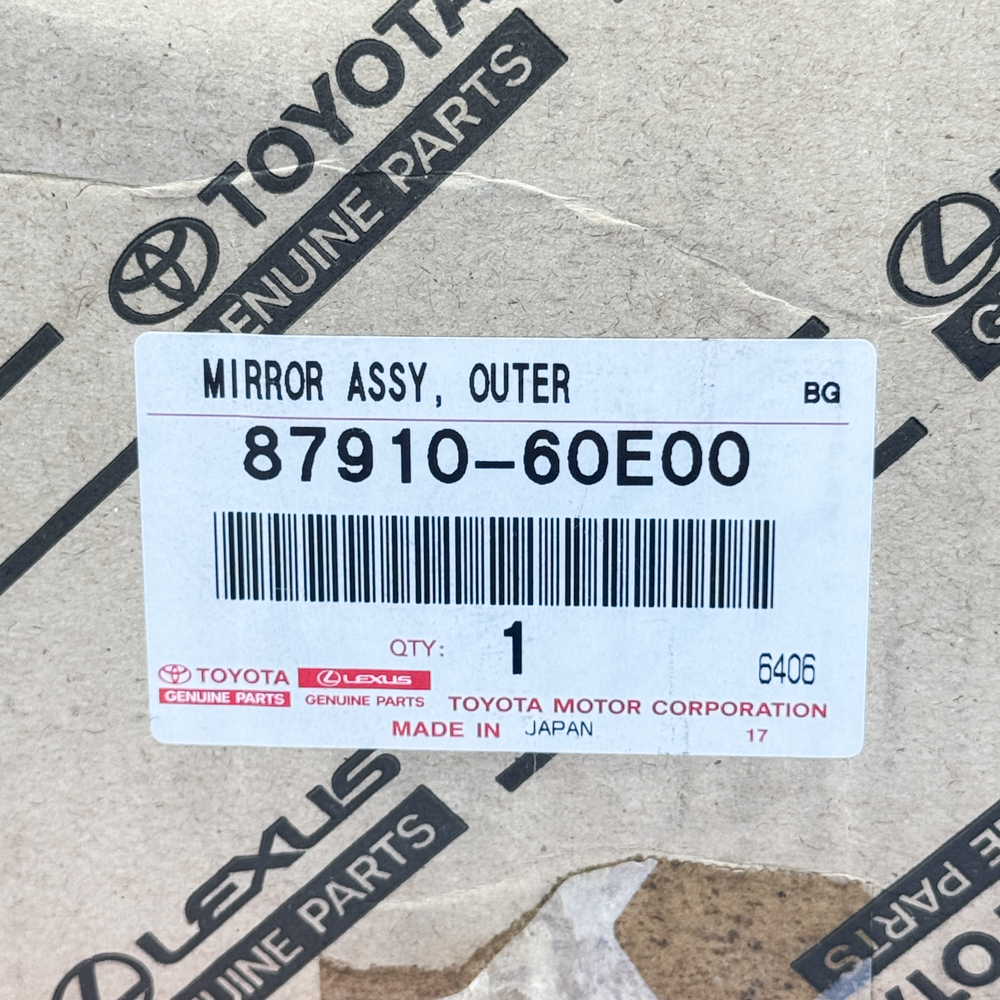 TOYOTA
GENUINE PARTS
MIRROR ASSY, OUTER
BG
87910-60E00
QTY: 1
6406
TOYOTA
GENUINE PARTS
LEXUS
GENUINE PARTS
TOYOTA MOTOR CORPORATION
MADE IN JAPAN
17
LEXUS
GENUINE PARTS
PARTS